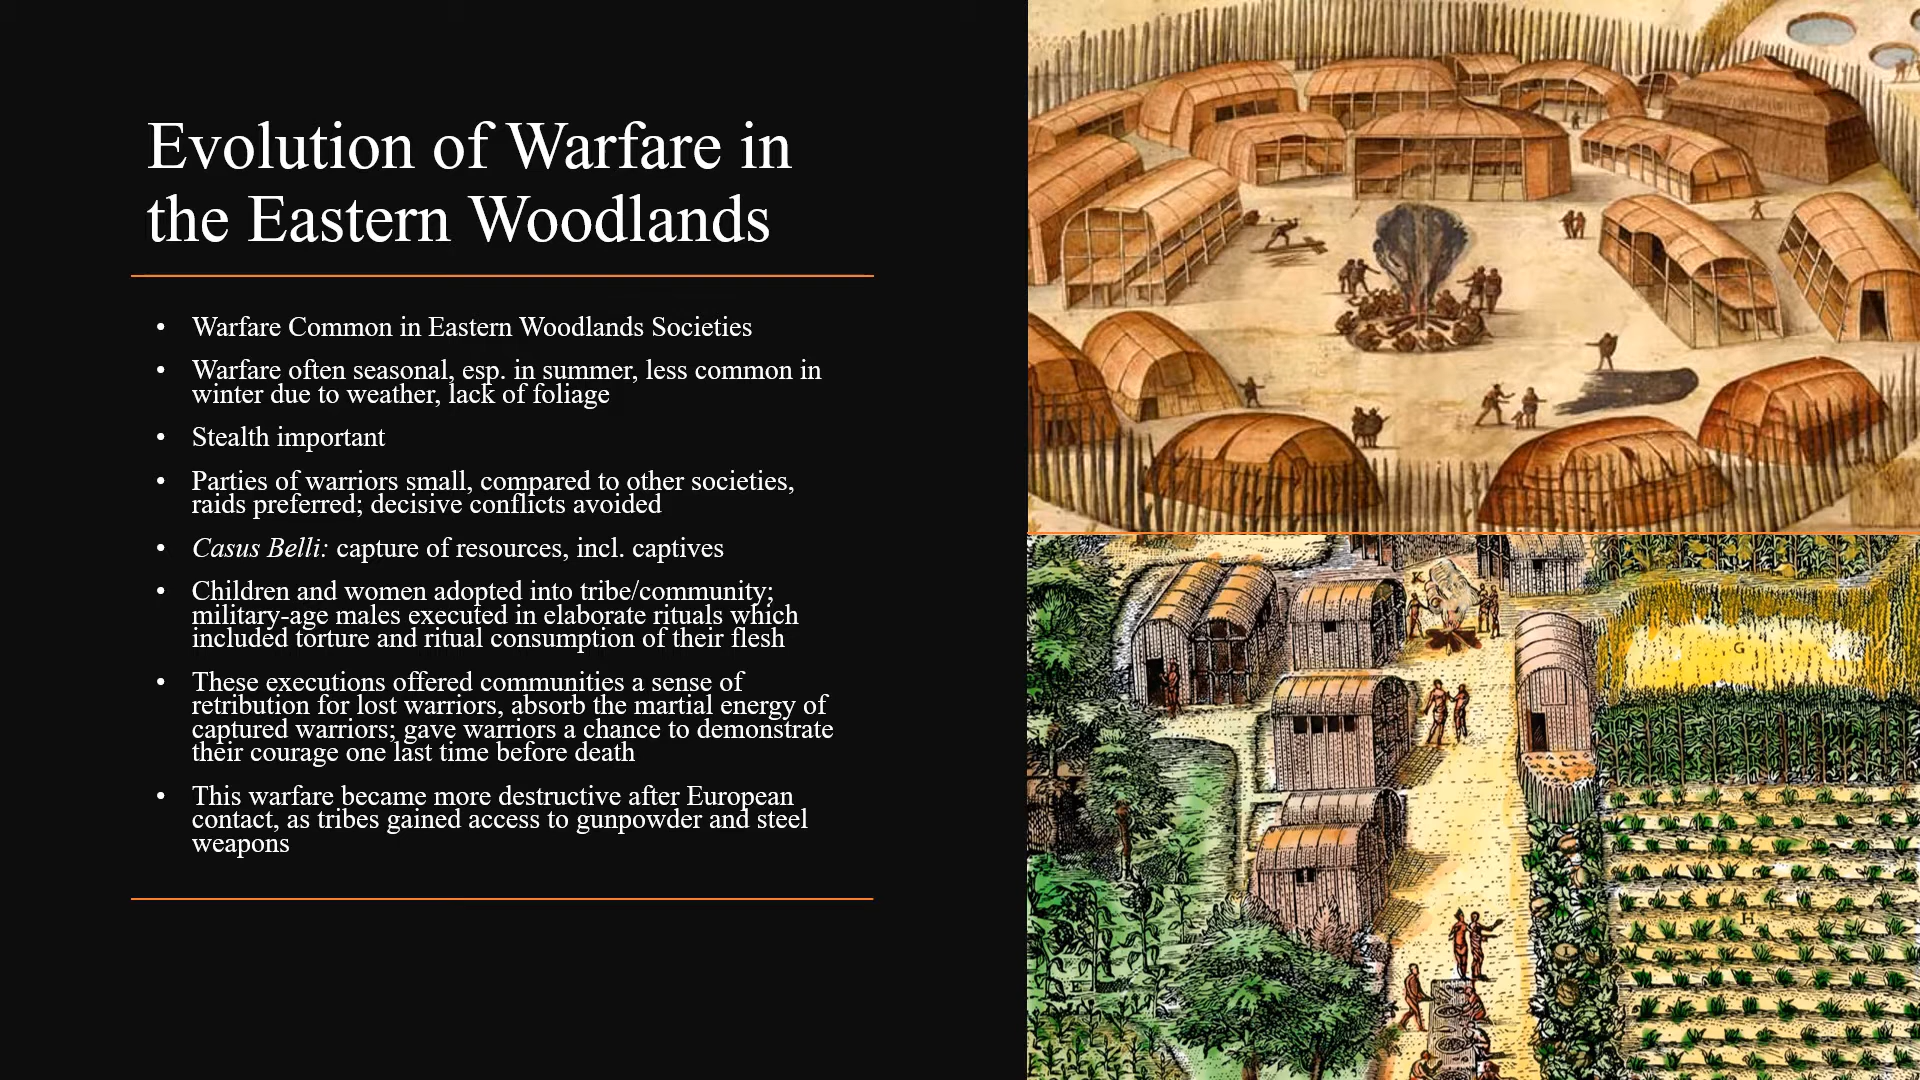 Evolution of Warfare in
the Eastern Woodlands
• Warfare Common in Eastern Woodlands Societies
• Warfare often seasonal, esp. in summer, less common in
winter due to weather, lack of foliage
• Stealth important
• Parties of warriors small, compared to other societies,
raids preferred; decisive conflicts avoided
• Casus Belli: capture of resources, incl. captives
• Children and women adopted into tribe/community;
military-age males executed in elaborate rituals which
included torture and ritual consumption of their flesh
• These executions offered communities a sense of
retribution for lost warriors, absorb the martial energy of
captured warriors; gave warriors a chance to demonstrate
their courage one last time before death
• This warfare became more destructive after European
contact, as tribes gained access to gunpowder and steel
weapons
K
G
H
I
E